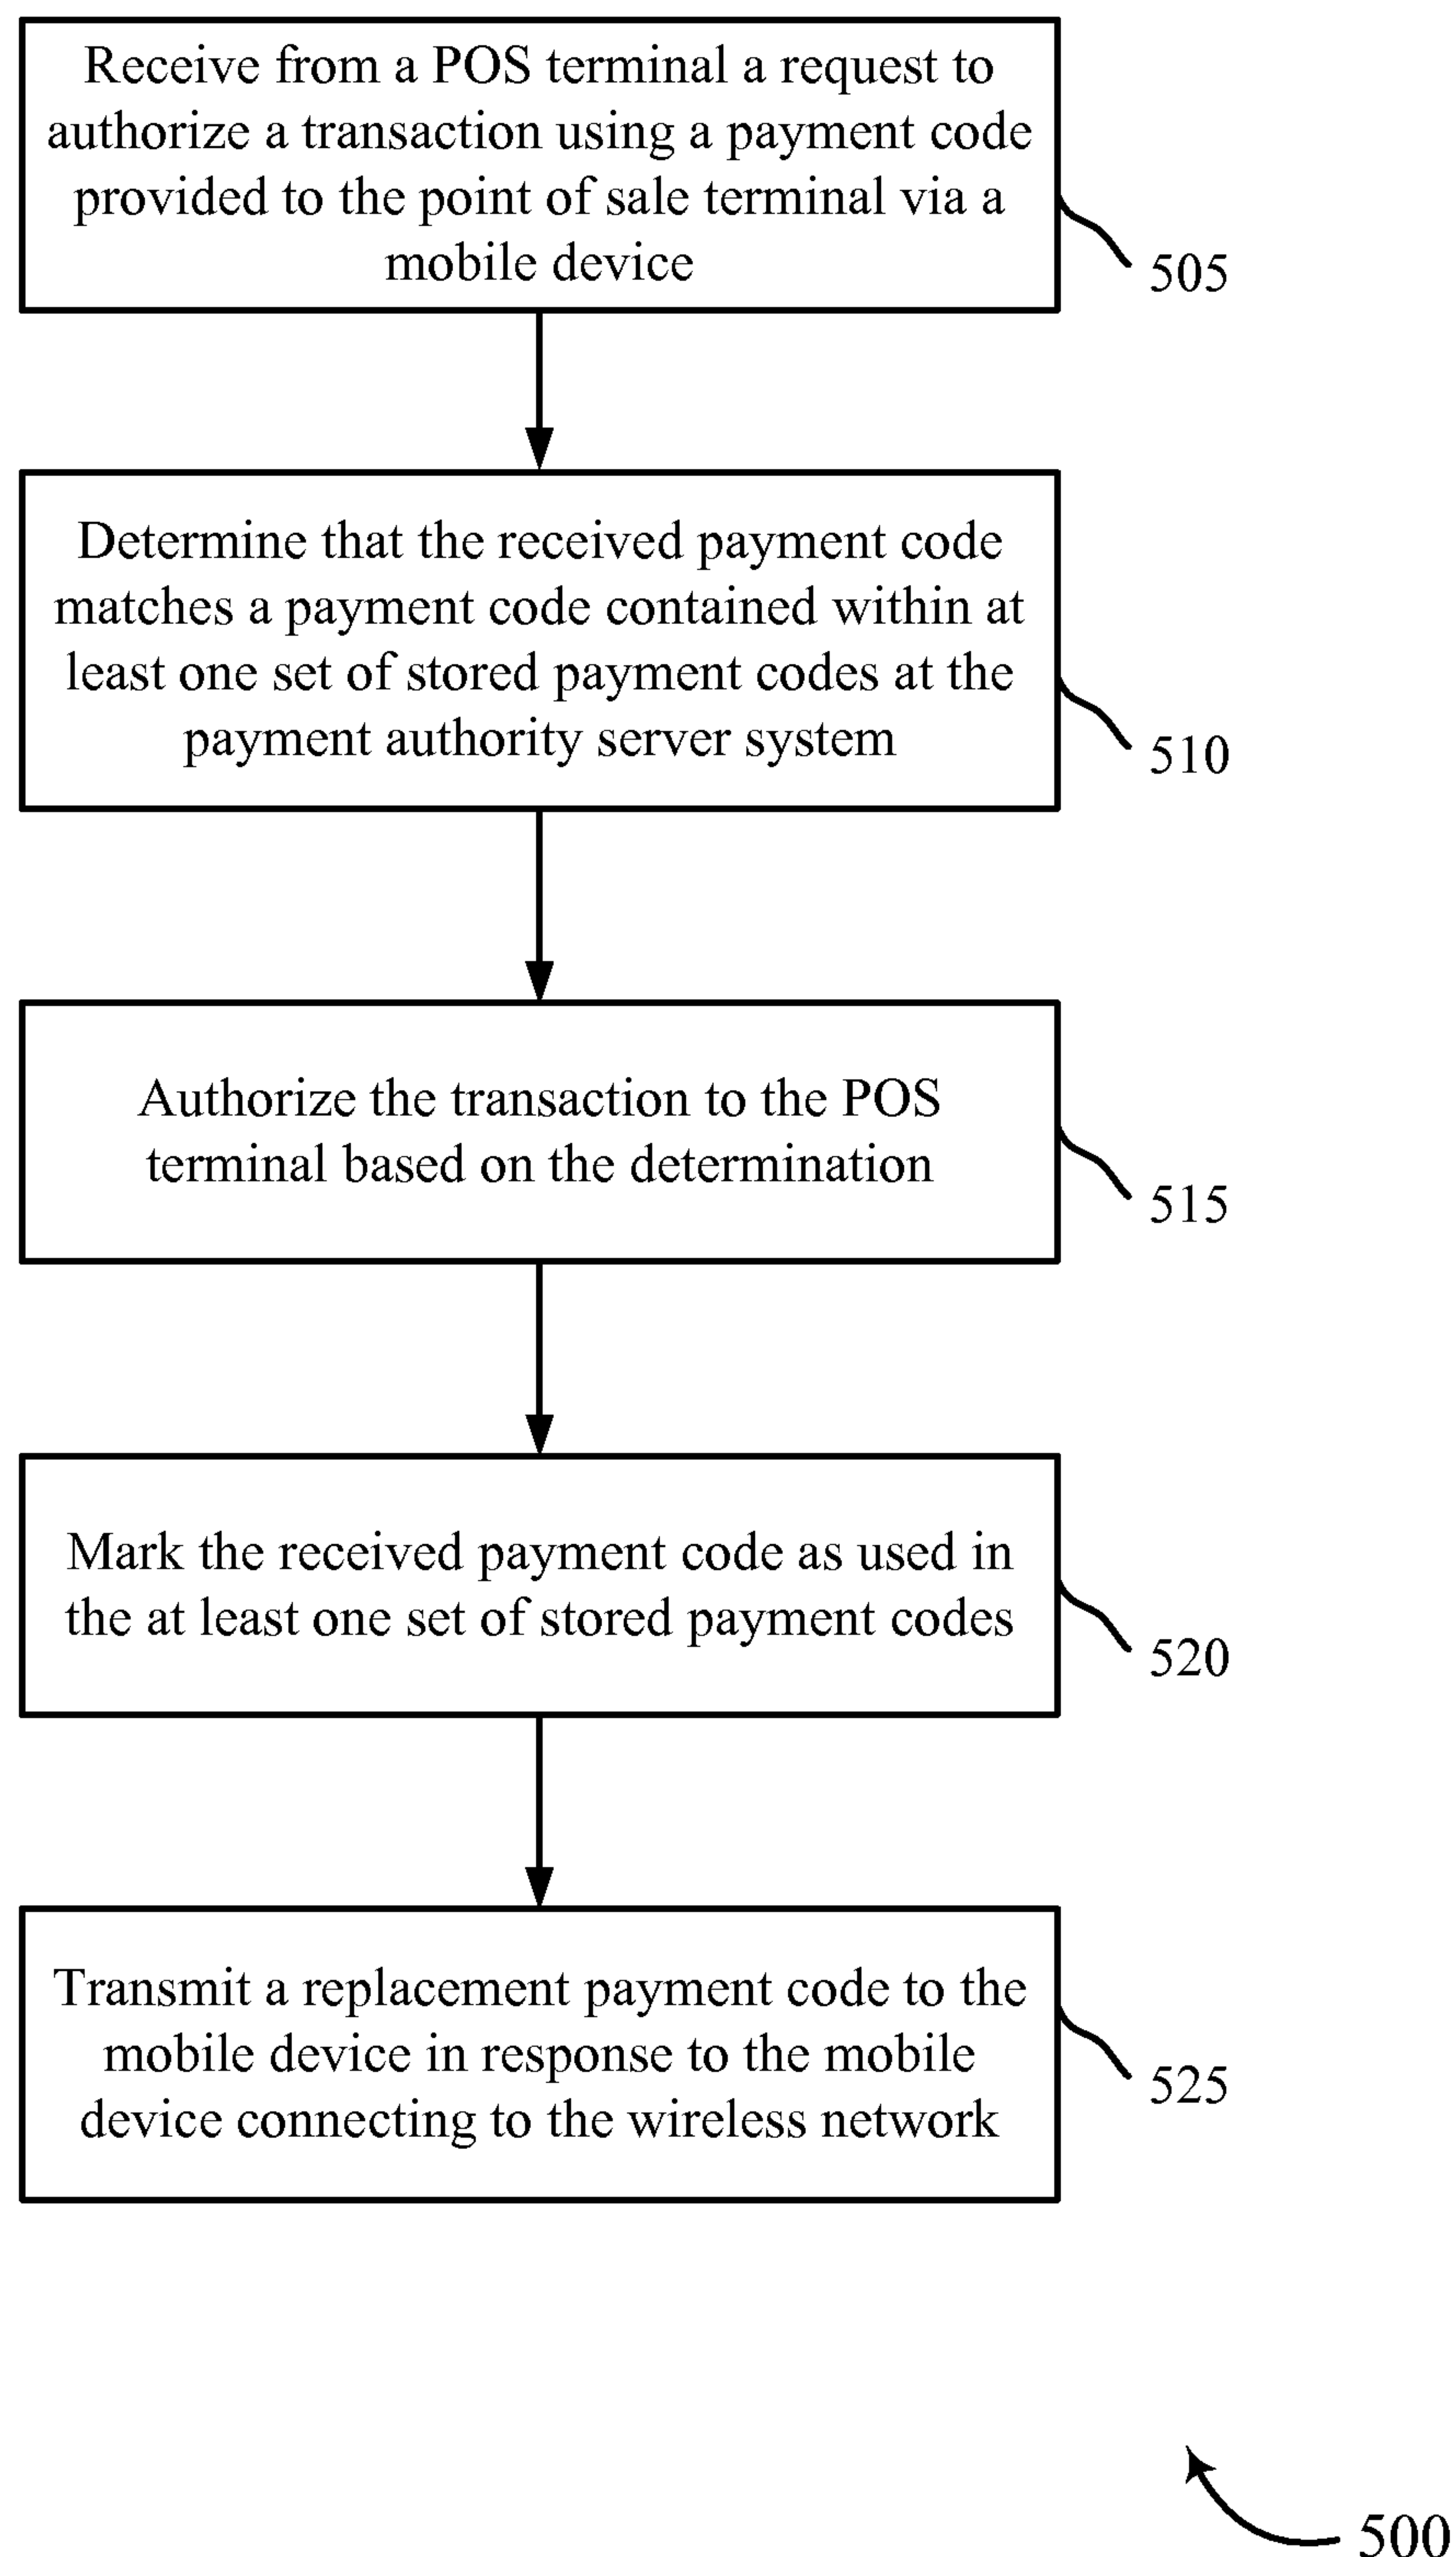 Receive from a POS terminal a request to
authorize a transaction using a payment code
provided to the point of sale terminal via a
mobile device
505
Determine that the received payment code
matches a payment code contained within at
least one set of stored payment codes at the
payment authority server system
510
Authorize the transaction to the POS
terminal based on the determination
515
Mark the received payment code as used in
the at least one set of stored payment codes
520
Transmit a replacement payment code to the
mobile device in response to the mobile
device connecting to the wireless network
525
500